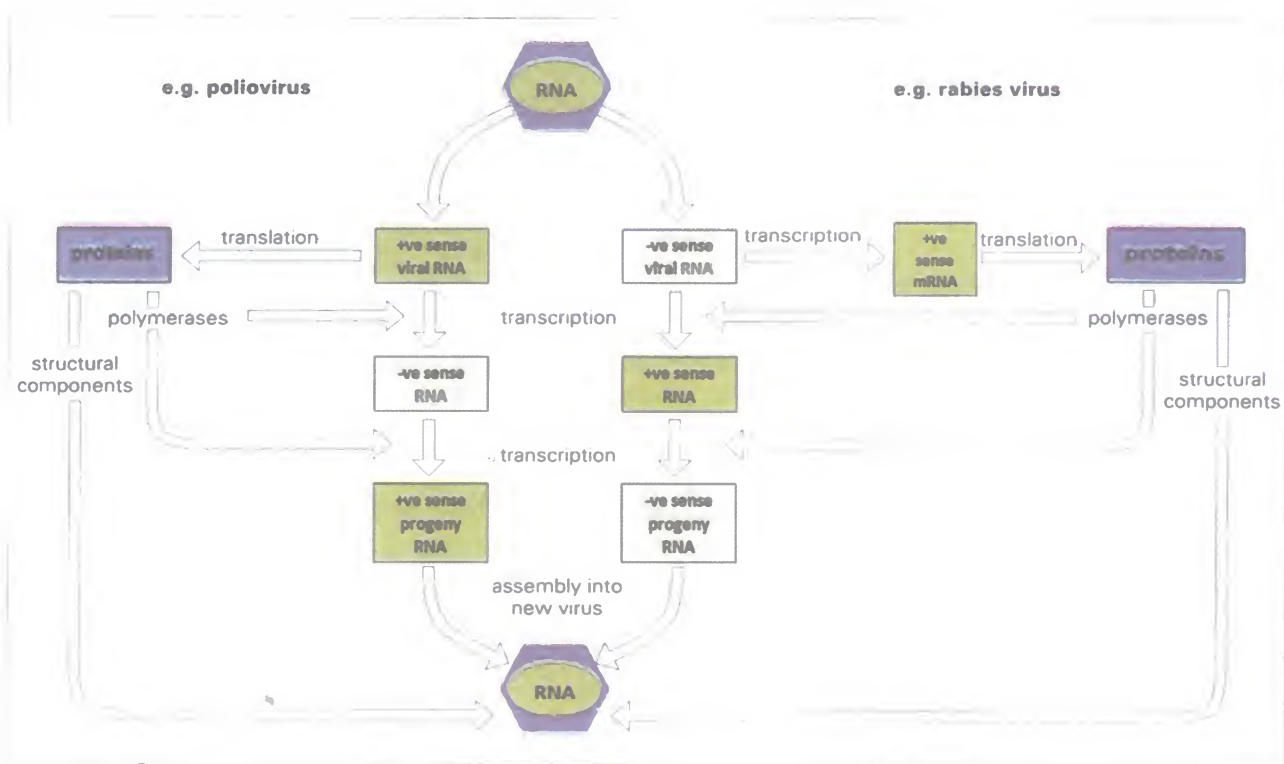 RNA
e.g. poliovirus
e.g. rabies virus
proteins
translation
+ve sense
viral RNA
-ve sense
viral RNA
transcription
+ve
sense
mRNA
translation
proteins
polymerases
transcription
polymerases
structural
components
-ve sense
RNA
+ve sense
RNA
structural
components
transcription
+ve sense
progeny
RNA
-ve sense
progeny
RNA
assembly into
new virus
RNA